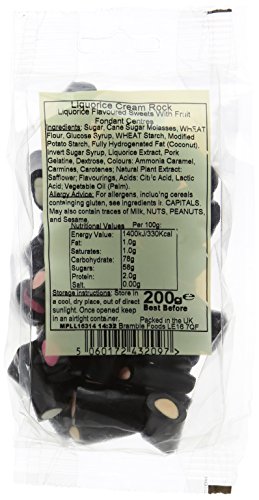 Liquorice Cream Rock
Liquorice Flavoured Sweets With Fruit
Fondant Centres
Ingredients: Sugar, Cane Sugar Molasses, WHEAT
Flour, Glucose Syrup, WHEAT Starch, Modified
Potato Starch, Fully Hydrogenated Fat (Coconut),
Invert Sugar Syrup, Liquorice Extract, Pork
Gelatine, Dextrose, Colours: Ammonia Caramel,
Carmines, Carotenes; Natural Plant Extract:
Safflower, Flavourings, Acids: Citric Acid, Lactic
Acid, Vegetable Oil (Palm).
Allergy Advice: For allergens, including cereals
containging gluten, see ingredients in CAPITALS.
May also contain traces of Milk, NUTS, PEANUTS,
and Sesame.
Nutritional Values Per 100g:
Energy Value: 1400kJ/330Kcal
Fat: 1.0g
Saturates: 1.0g
Carbohydrate: 78g
Sugars: 56g
Protein: 2.0g
Salt: 0.00g
Storage Instructions: Store in
a cool, dry place, out of direct
sunlight. Once opened keep
in an airtight container.
200g e
Best Before
Packed in the UK
MPLL16314 14:32 Bramble Foods LE16 7QF
5 060172 432097 >